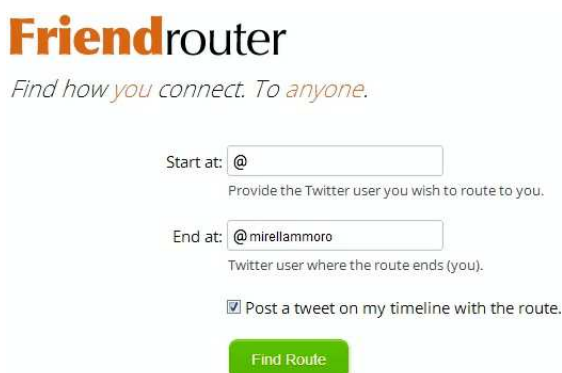 Friendrouter
Find how you connect. To anyone.
Start at: @
Provide the Twitter user you wish to route to you.
End at: @mirellammoro
Twitter user where the route ends (you).
Post a tweet on my timeline with the route.
Find Route